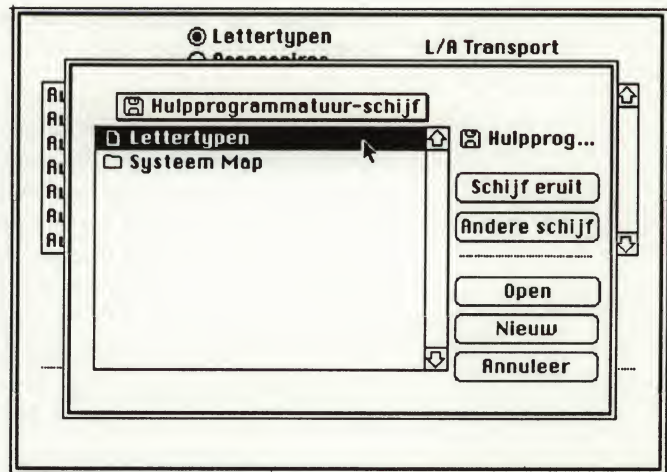 Lettertypen
L/A Transport
Hulpprogrammatuur-schijf
Lettertypen
Systeem Map
Hulpprog...
Schijf eruit
Andere schijf
Open
Nieuw
Annuleer